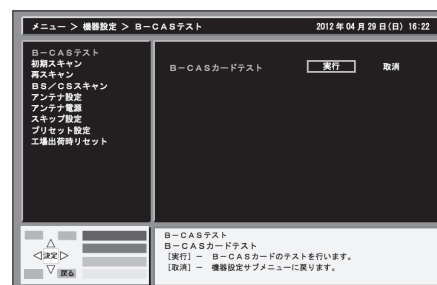 メニュー > 機器設定 > B−CASテスト 2012年04月29日(日) 16:22
B−CASテスト
初期スキャン
再スキャン
BS／CSスキャン
アンテナ設定
アンテナ電源
スキップ設定
プリセット設定
工場出荷時リセット
B−CASカードテスト 実行 取消
決定
戻る
B−CASテスト
B−CASカードテスト
[実行] − B−CASカードのテストを行います。
[取消] − 機器設定サブメニューに戻ります。